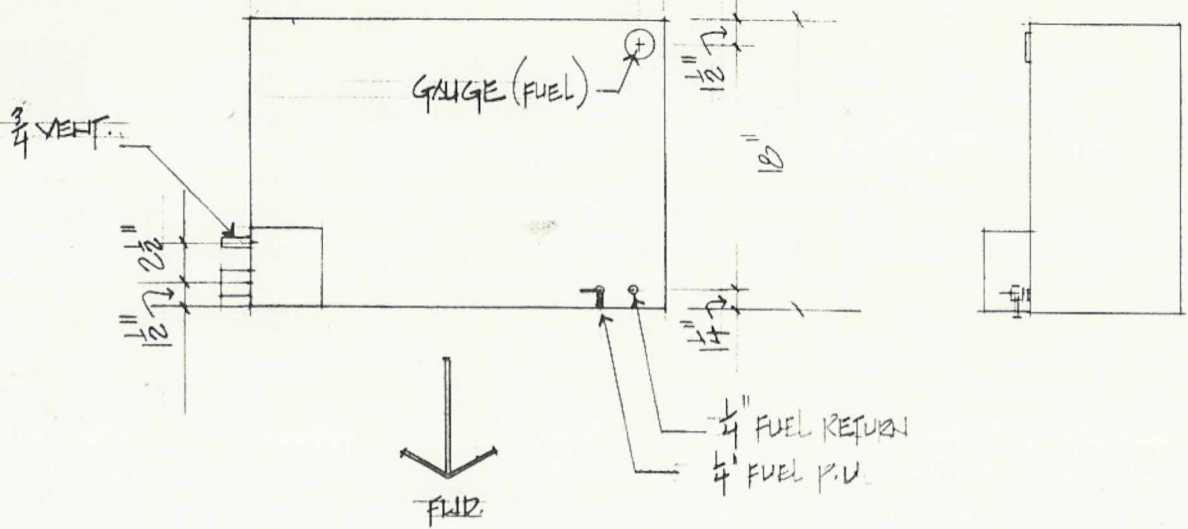 GAUGE (FUEL)
1 1/2"
3/4 VENT
18"
2 1/2"
1 1/2"
1 1/4"
1/4" FUEL RETURN
1/4" FUEL P.U.
FWD.